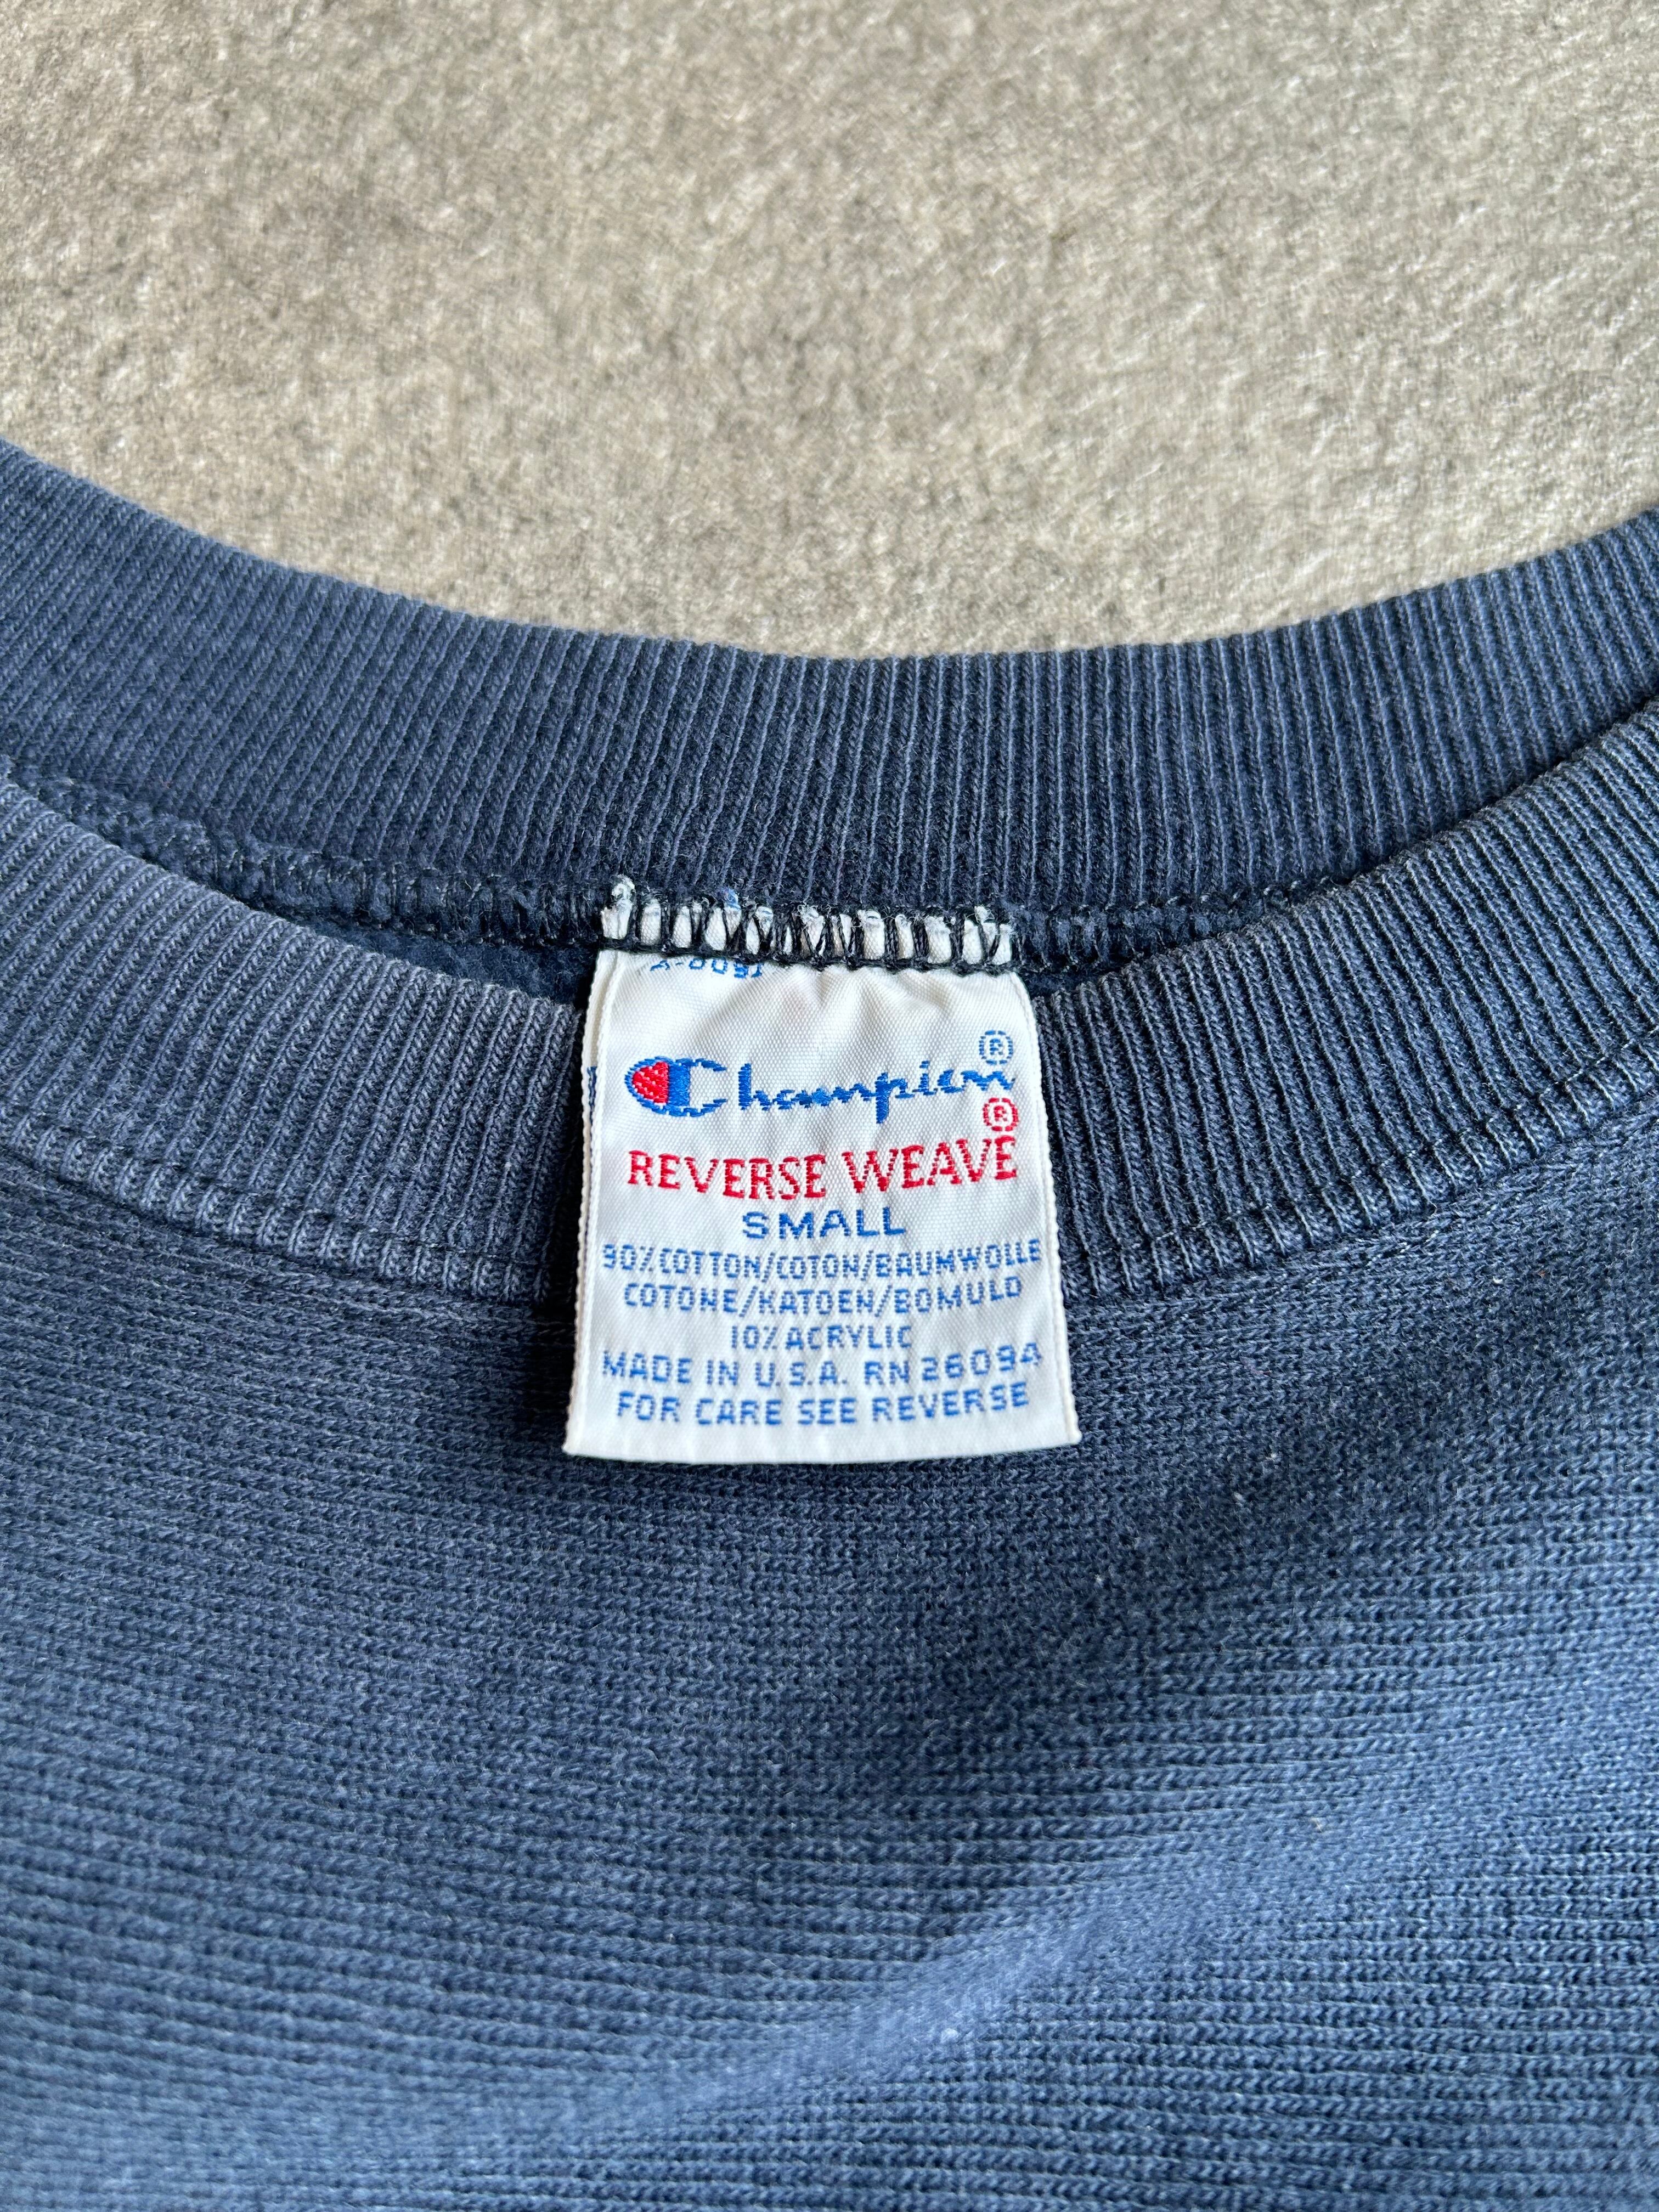 Champion®
REVERSE WEAVE®
SMALL
90% COTTON/COTON/BAUMWOLLE
COTONE/KATOEN/BOMULD
10% ACRYLIC
MADE IN U.S.A. RN 26094
FOR CARE SEE REVERSE